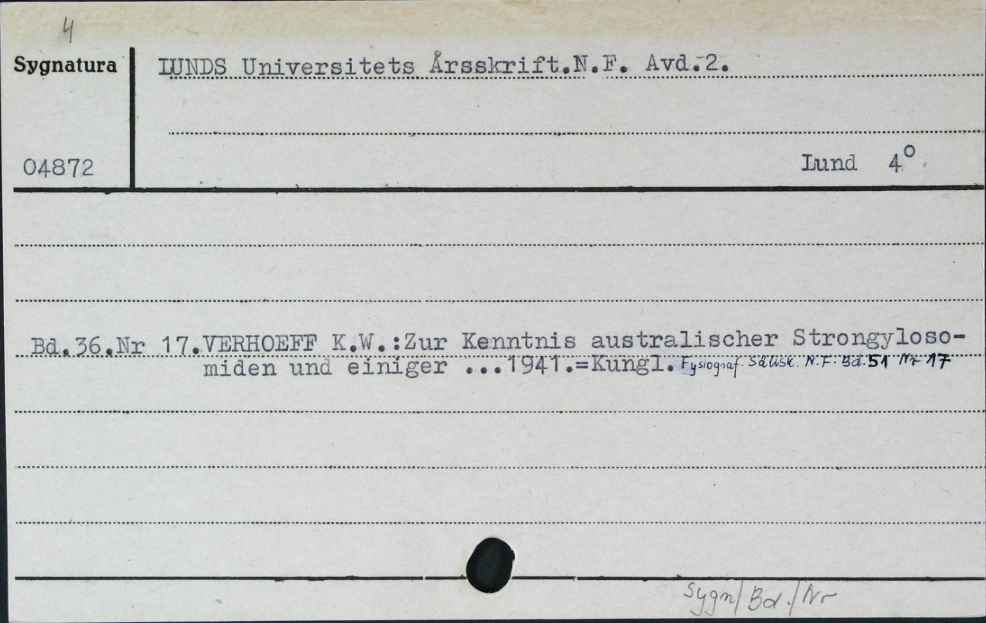 4
Sygnatura
LUNDS Universitets Årsskrift.N.F. Avd.2.
04872
Lund 4°
Bd.36.Nr 17.VERHOEFF K.W.:Zur Kenntnis australischer Strongyloso-
miden und einiger ...1941.=Kungl. Fysiograf. Sällsk. N.F. Bd.51 Nr 17
Sygn/Bd./Nr